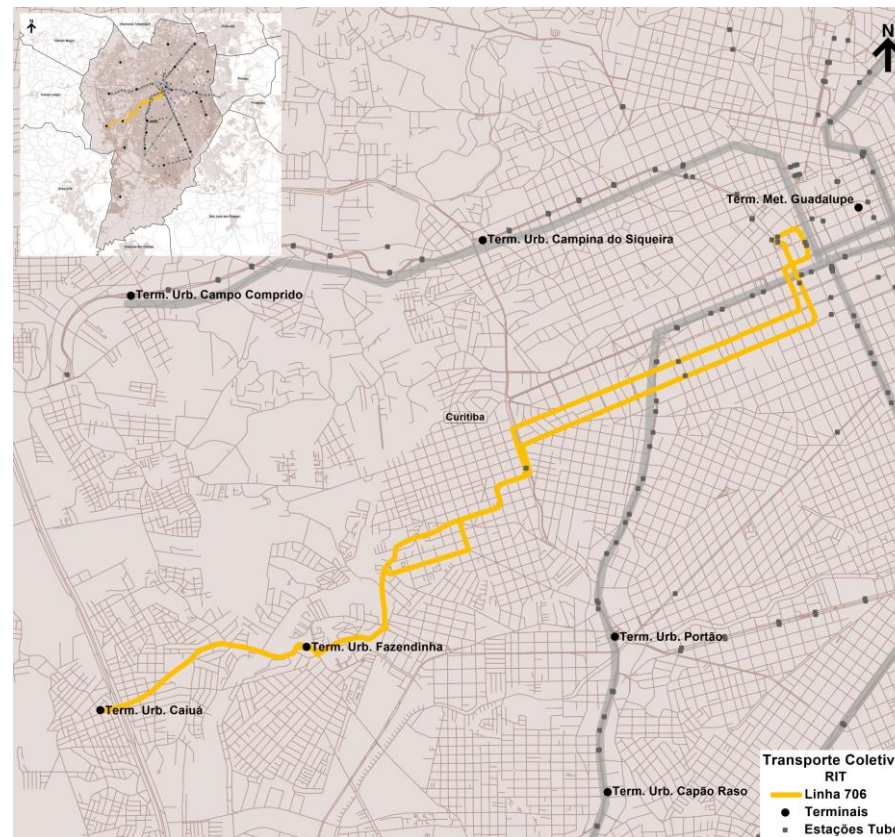 N
Term. Met. Guadalupe
Term. Urb. Campina do Siqueira
Term. Urb. Campo Comprido
Curitiba
Term. Urb. Portão
Term. Urb. Fazendinha
Term. Urb. Caiuá
Term. Urb. Capão Raso
Transporte Coletiv
RIT
Linha 706
Terminais
Estações Tub